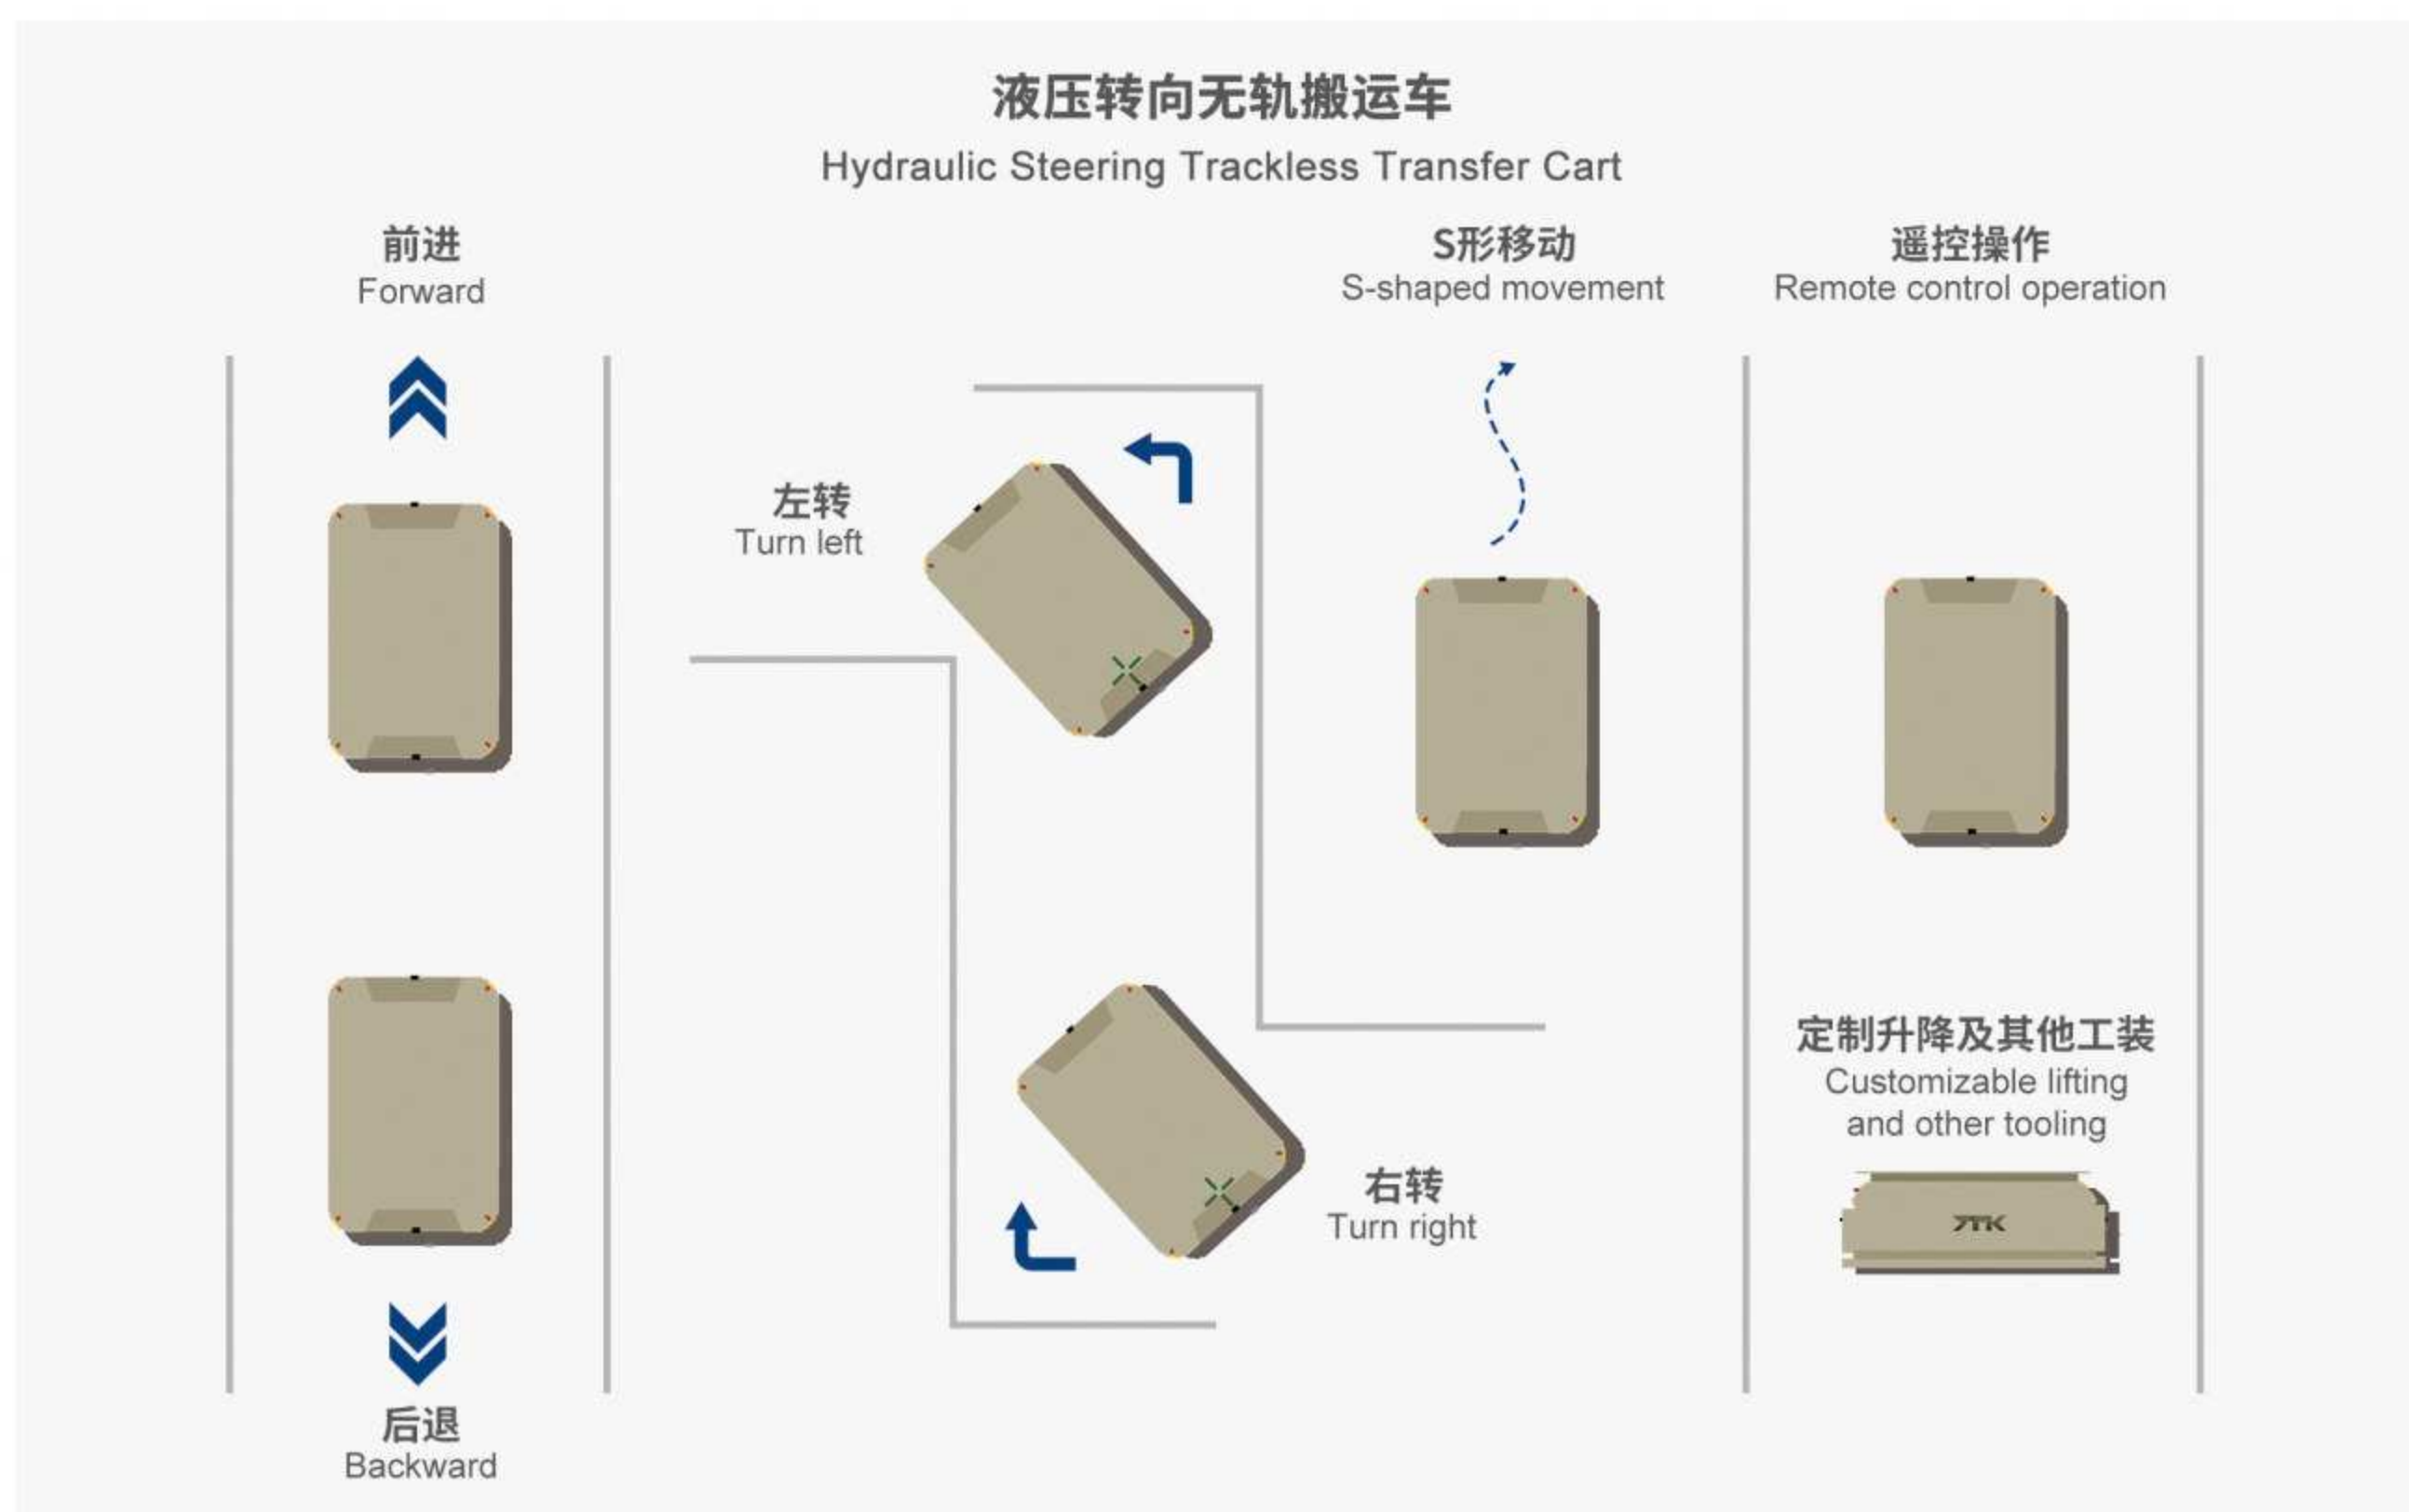 液压转向无轨搬运车
Hydraulic Steering Trackless Transfer Cart
前进
Forward
S形移动
S-shaped movement
遥控操作
Remote control operation
左转
Turn left
定制升降及其他工装
Customizable lifting
and other tooling
右转
Turn right
后退
Backward